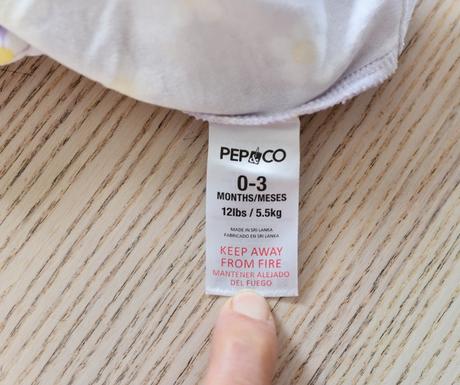 PEP&CO
0-3
MONTHS/MESES
12lbs / 5.5kg
MADE IN SRI LANKA
FABRICADO EN SRI LANKA
KEEP AWAY
FROM FIRE
MANTENER ALEJADO
DEL FUEGO